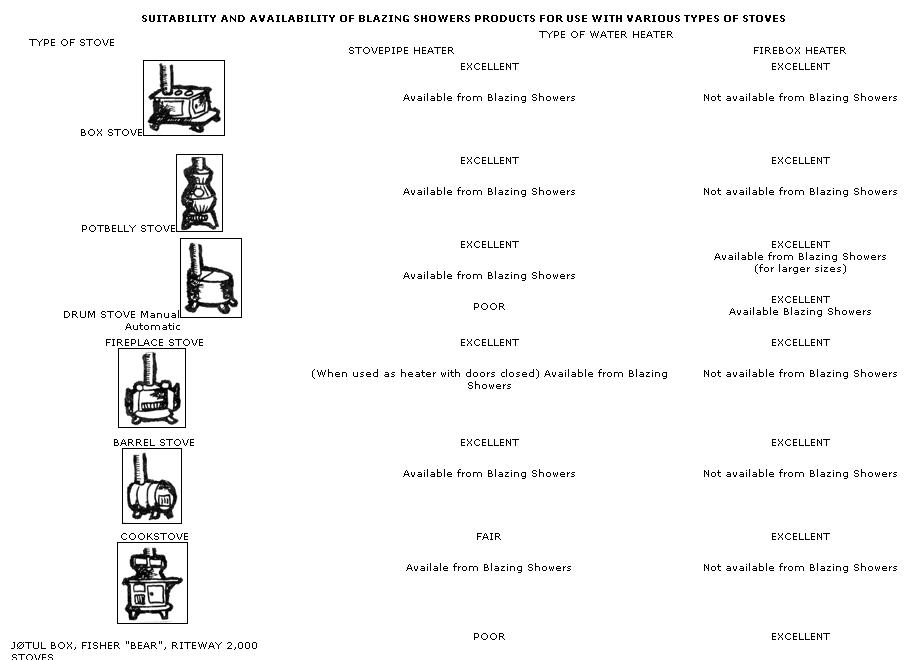 SUITABILITY AND AVAILABILITY OF BLAZING SHOWERS PRODUCTS FOR USE WITH VARIOUS TYPES OF STOVES
TYPE OF STOVE
TYPE OF WATER HEATER
STOVEPIPE HEATER
FIREBOX HEATER
BOX STOVE
EXCELLENT
Available from Blazing Showers
EXCELLENT
Not available from Blazing Showers
POTBELLY STOVE
EXCELLENT
Available from Blazing Showers
EXCELLENT
Not available from Blazing Showers
DRUM STOVE Manual
Automatic
EXCELLENT
Available from Blazing Showers
POOR
EXCELLENT
Available from Blazing Showers
(for larger sizes)
EXCELLENT
Available Blazing Showers
FIREPLACE STOVE
EXCELLENT
(When used as heater with doors closed) Available from Blazing
Showers
EXCELLENT
Not available from Blazing Showers
BARREL STOVE
EXCELLENT
Available from Blazing Showers
EXCELLENT
Not available from Blazing Showers
COOKSTOVE
FAIR
Availale from Blazing Showers
EXCELLENT
Not available from Blazing Showers
JØTUL BOX, FISHER "BEAR", RITEWAY 2,000
STOVES
POOR
EXCELLENT